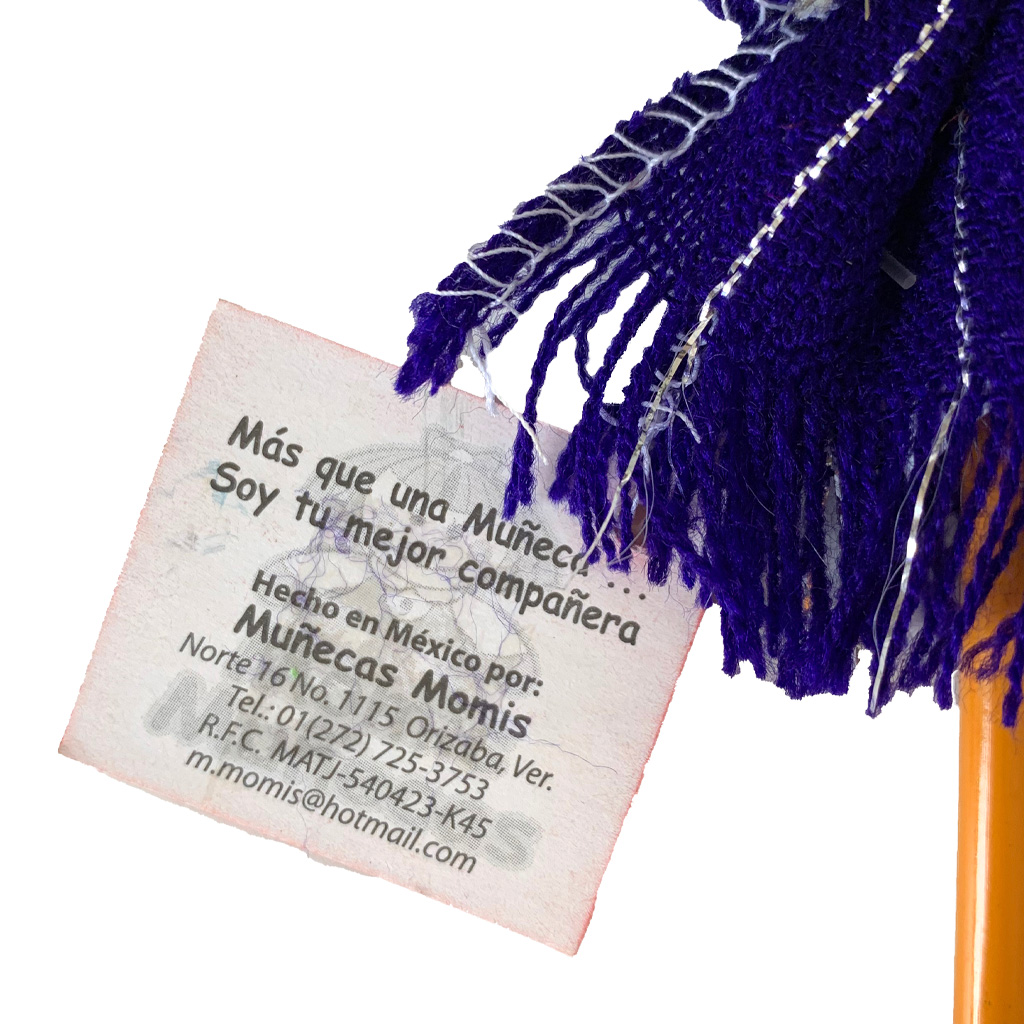 Más que una Muñeca...
Soy tu mejor compañera
Hecho en México por:
Muñecas Momis
Norte 16 No. 1115 Orizaba, Ver.
Tel.: 01(272) 725-3753
R.F.C. MATJ-540423-K45
m.momis@hotmail.com